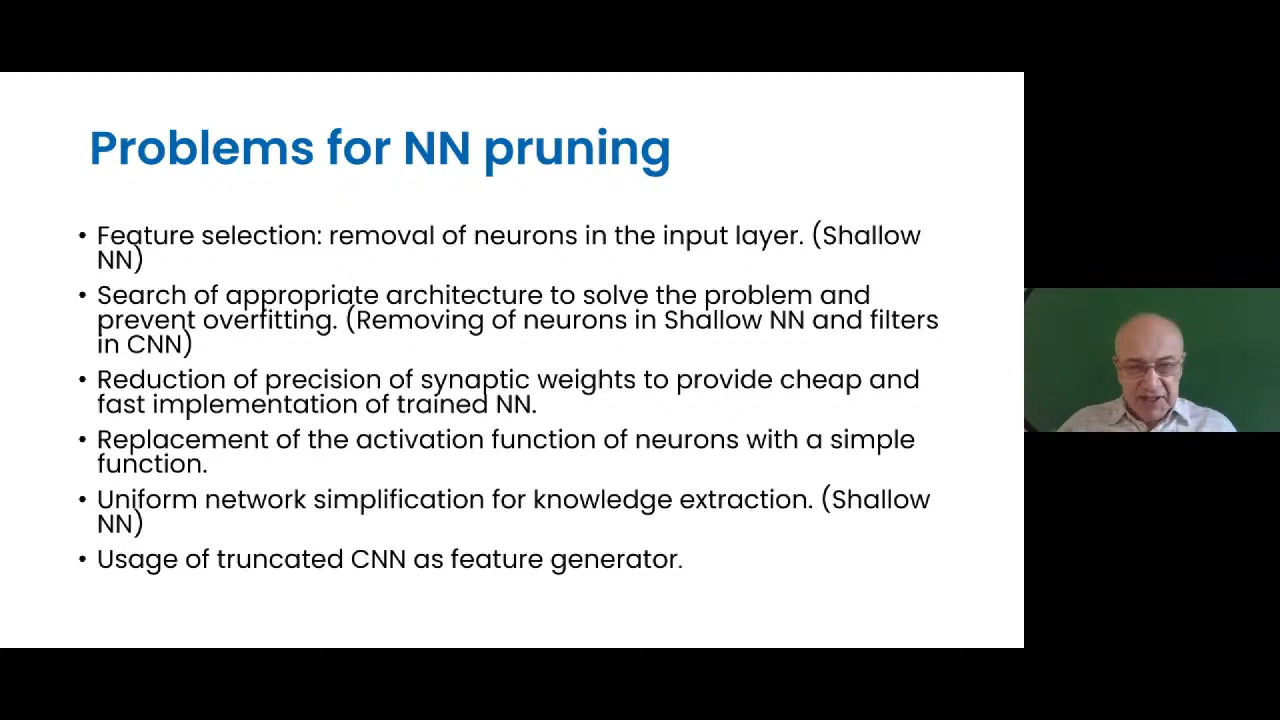 Problems for NN pruning
• Feature selection: removal of neurons in the input layer. (Shallow
NN)
• Search of appropriate architecture to solve the problem and
prevent overfitting. (Removing of neurons in Shallow NN and filters
in CNN)
• Reduction of precision of synaptic weights to provide cheap and
fast implementation of trained NN.
• Replacement of the activation function of neurons with a simple
function.
• Uniform network simplification for knowledge extraction. (Shallow
NN)
• Usage of truncated CNN as feature generator.